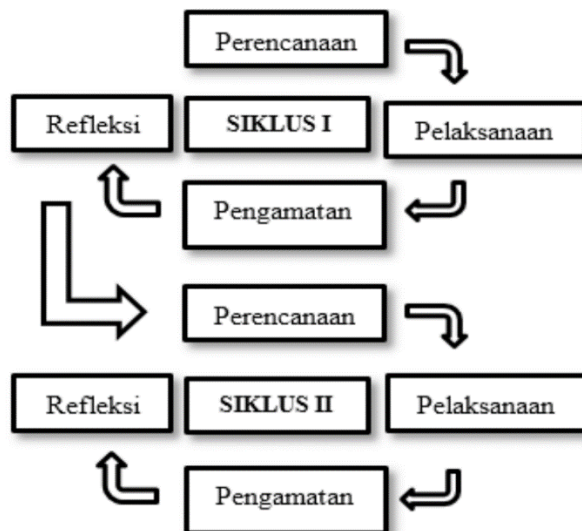 Perencanaan
Refleksi
SIKLUS I
Pelaksanaan
Pengamatan
Perencanaan
Refleksi
SIKLUS II
Pelaksanaan
Pengamatan